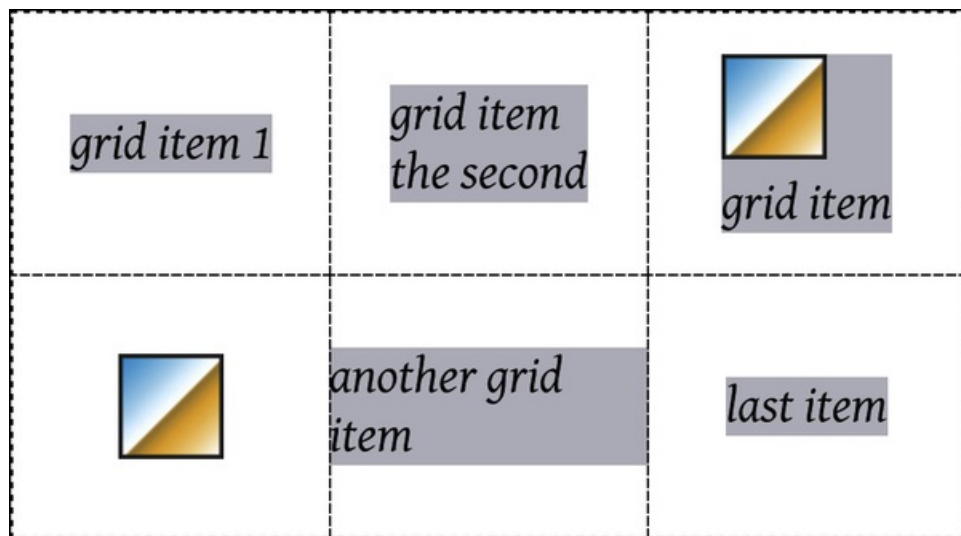 grid item 1
grid item
the second
grid item
another grid
item
last item